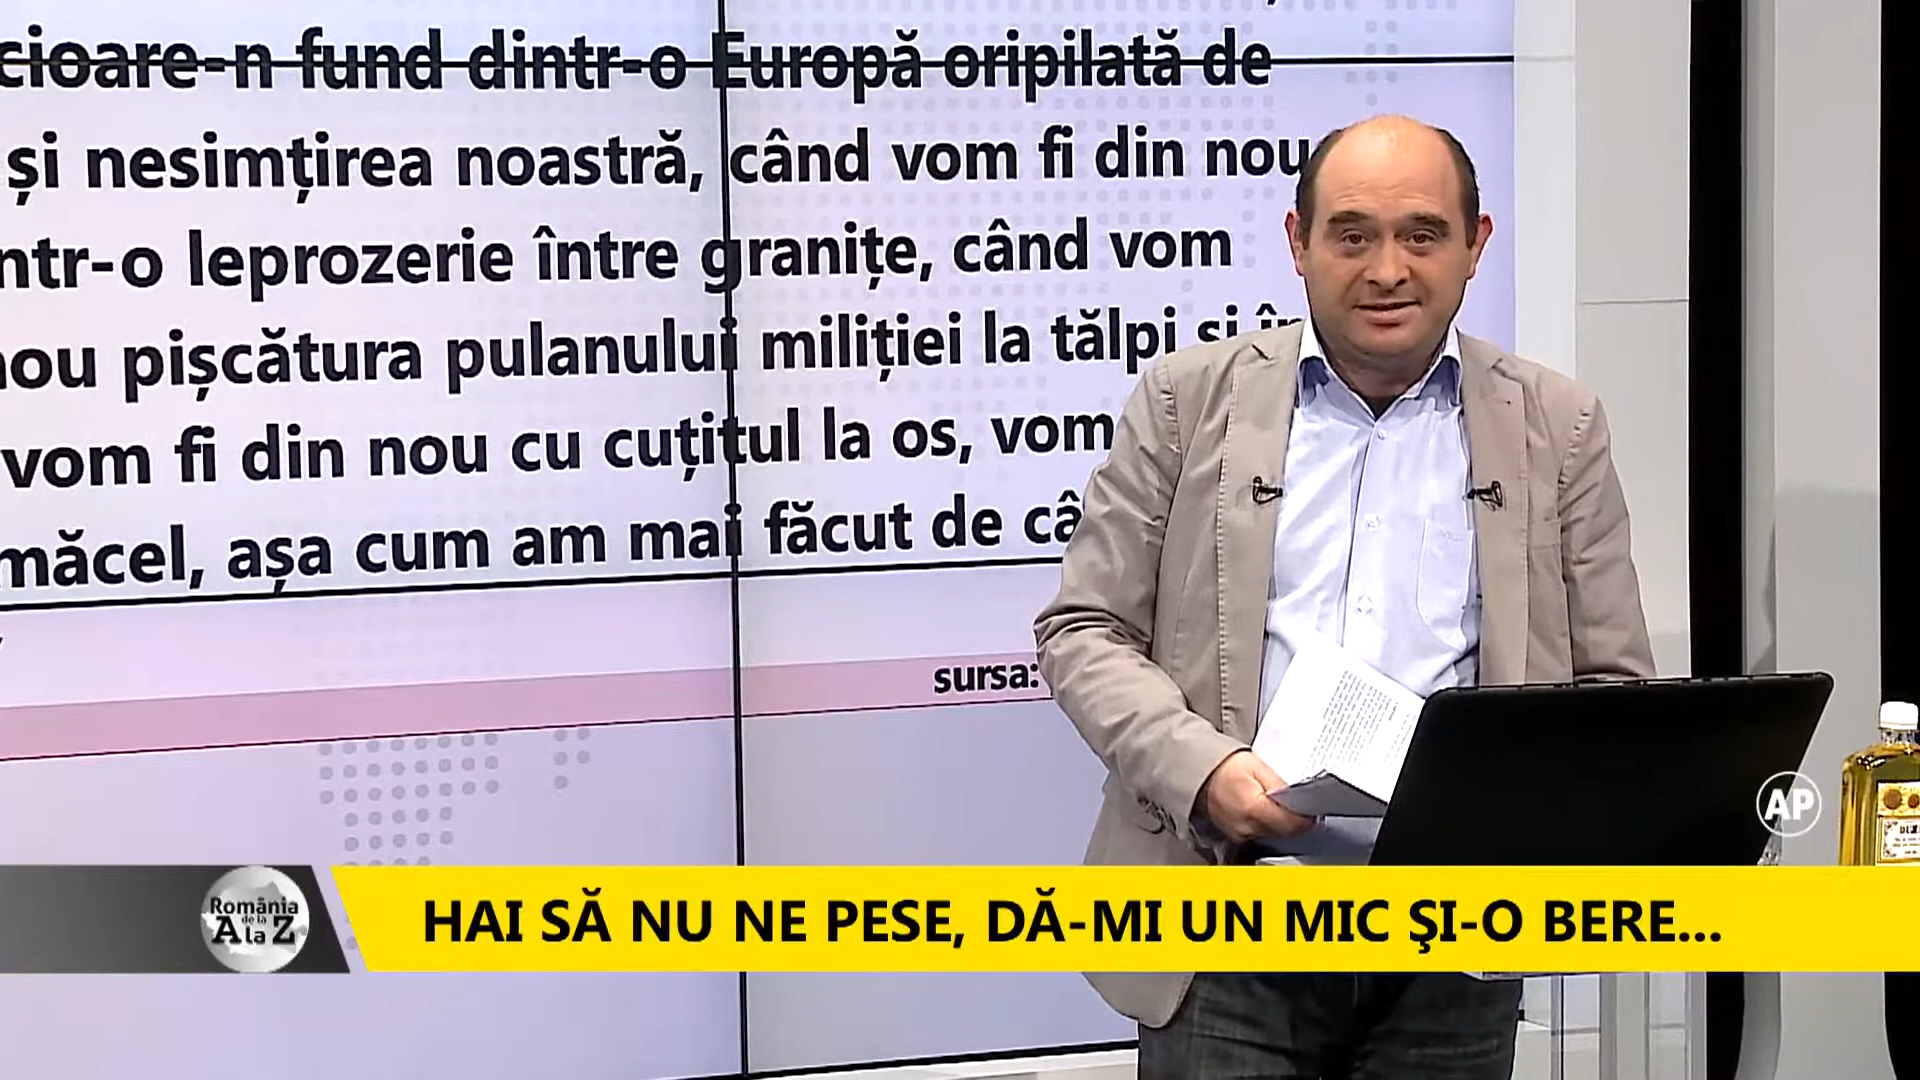 cioare-n fund dintr-o Europă oripilată de
și nesimțirea noastră, când vom fi din nou
ntr-o leprozerie între granițe, când vom
nou pișcătura pulanului miliției la tălpi și în
vom fi din nou cu cuțitul la os, vom
măcel, așa cum am mai făcut de câ
sursa:
AP
România
de la
A la Z
HAI SĂ NU NE PESE, DĂ-MI UN MIC ŞI-O BERE...